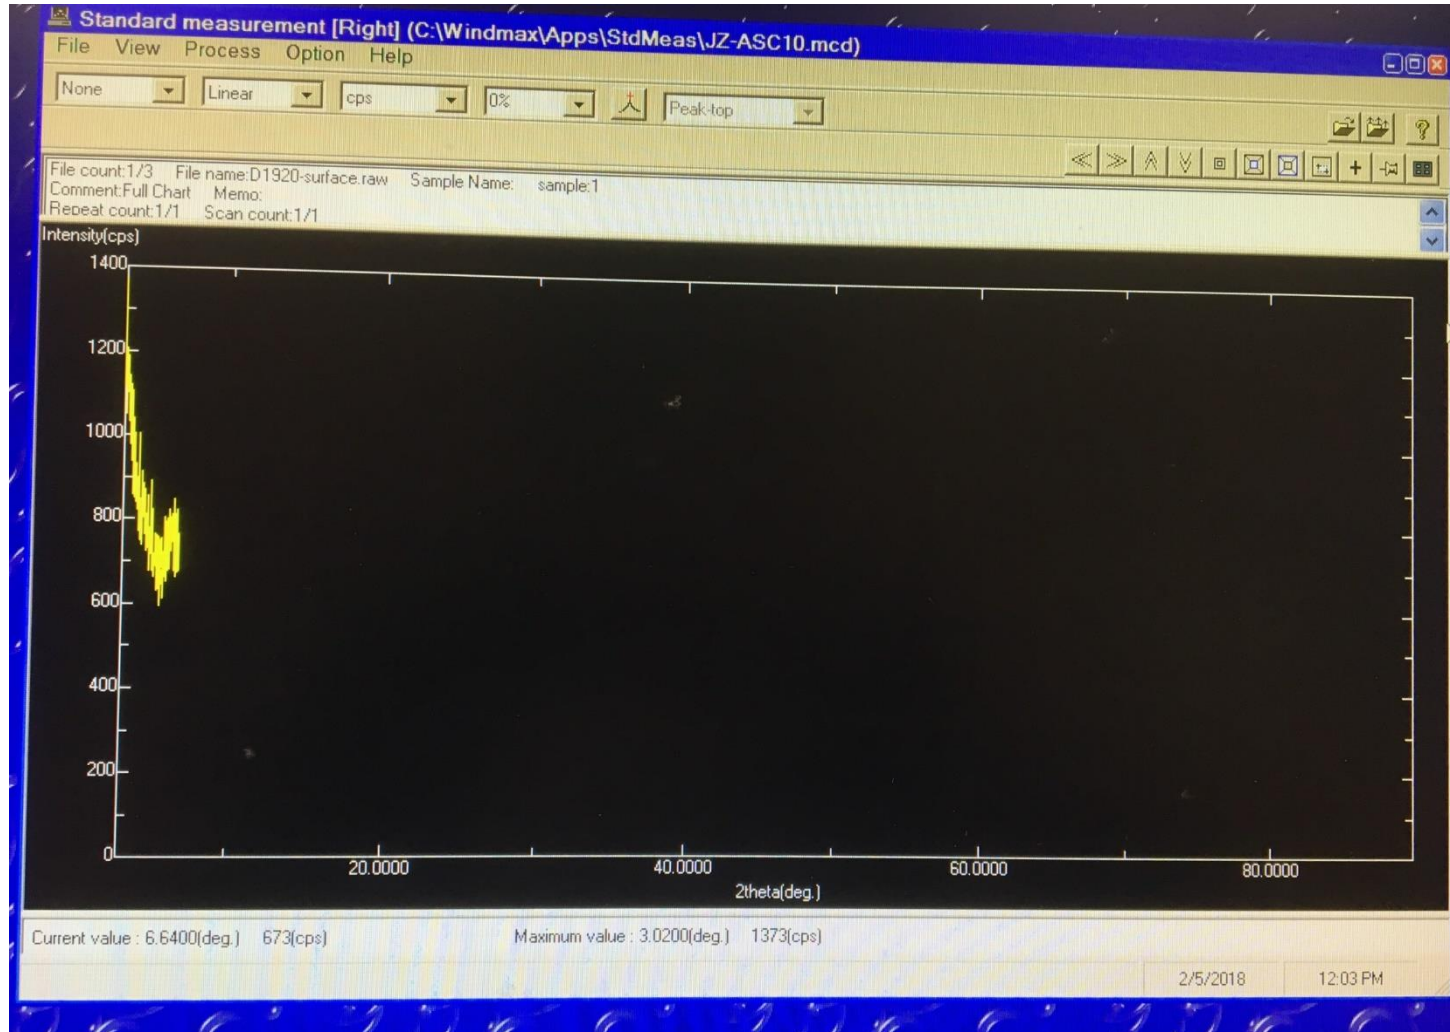 Standard measurement [Right] (C:\Windmax\Apps\StdMeas\JZ-ASC10.mcd)
File View Process Option Help
None Linear cps 0% Peak-top
File count:1/3 File name:D1920-surface.raw Sample Name: sample:1
Comment:Full Chart Memo:
Repeat count:1/1 Scan count:1/1
Intensity(cps)
1400
1200
1000
800
600
400
200
0
20.0000 40.0000 60.0000 80.0000
2theta(deg.)
Current value : 6.6400(deg.) 673(cps) Maximum value : 3.0200(deg.) 1373(cps)
2/5/2018 12:03 PM